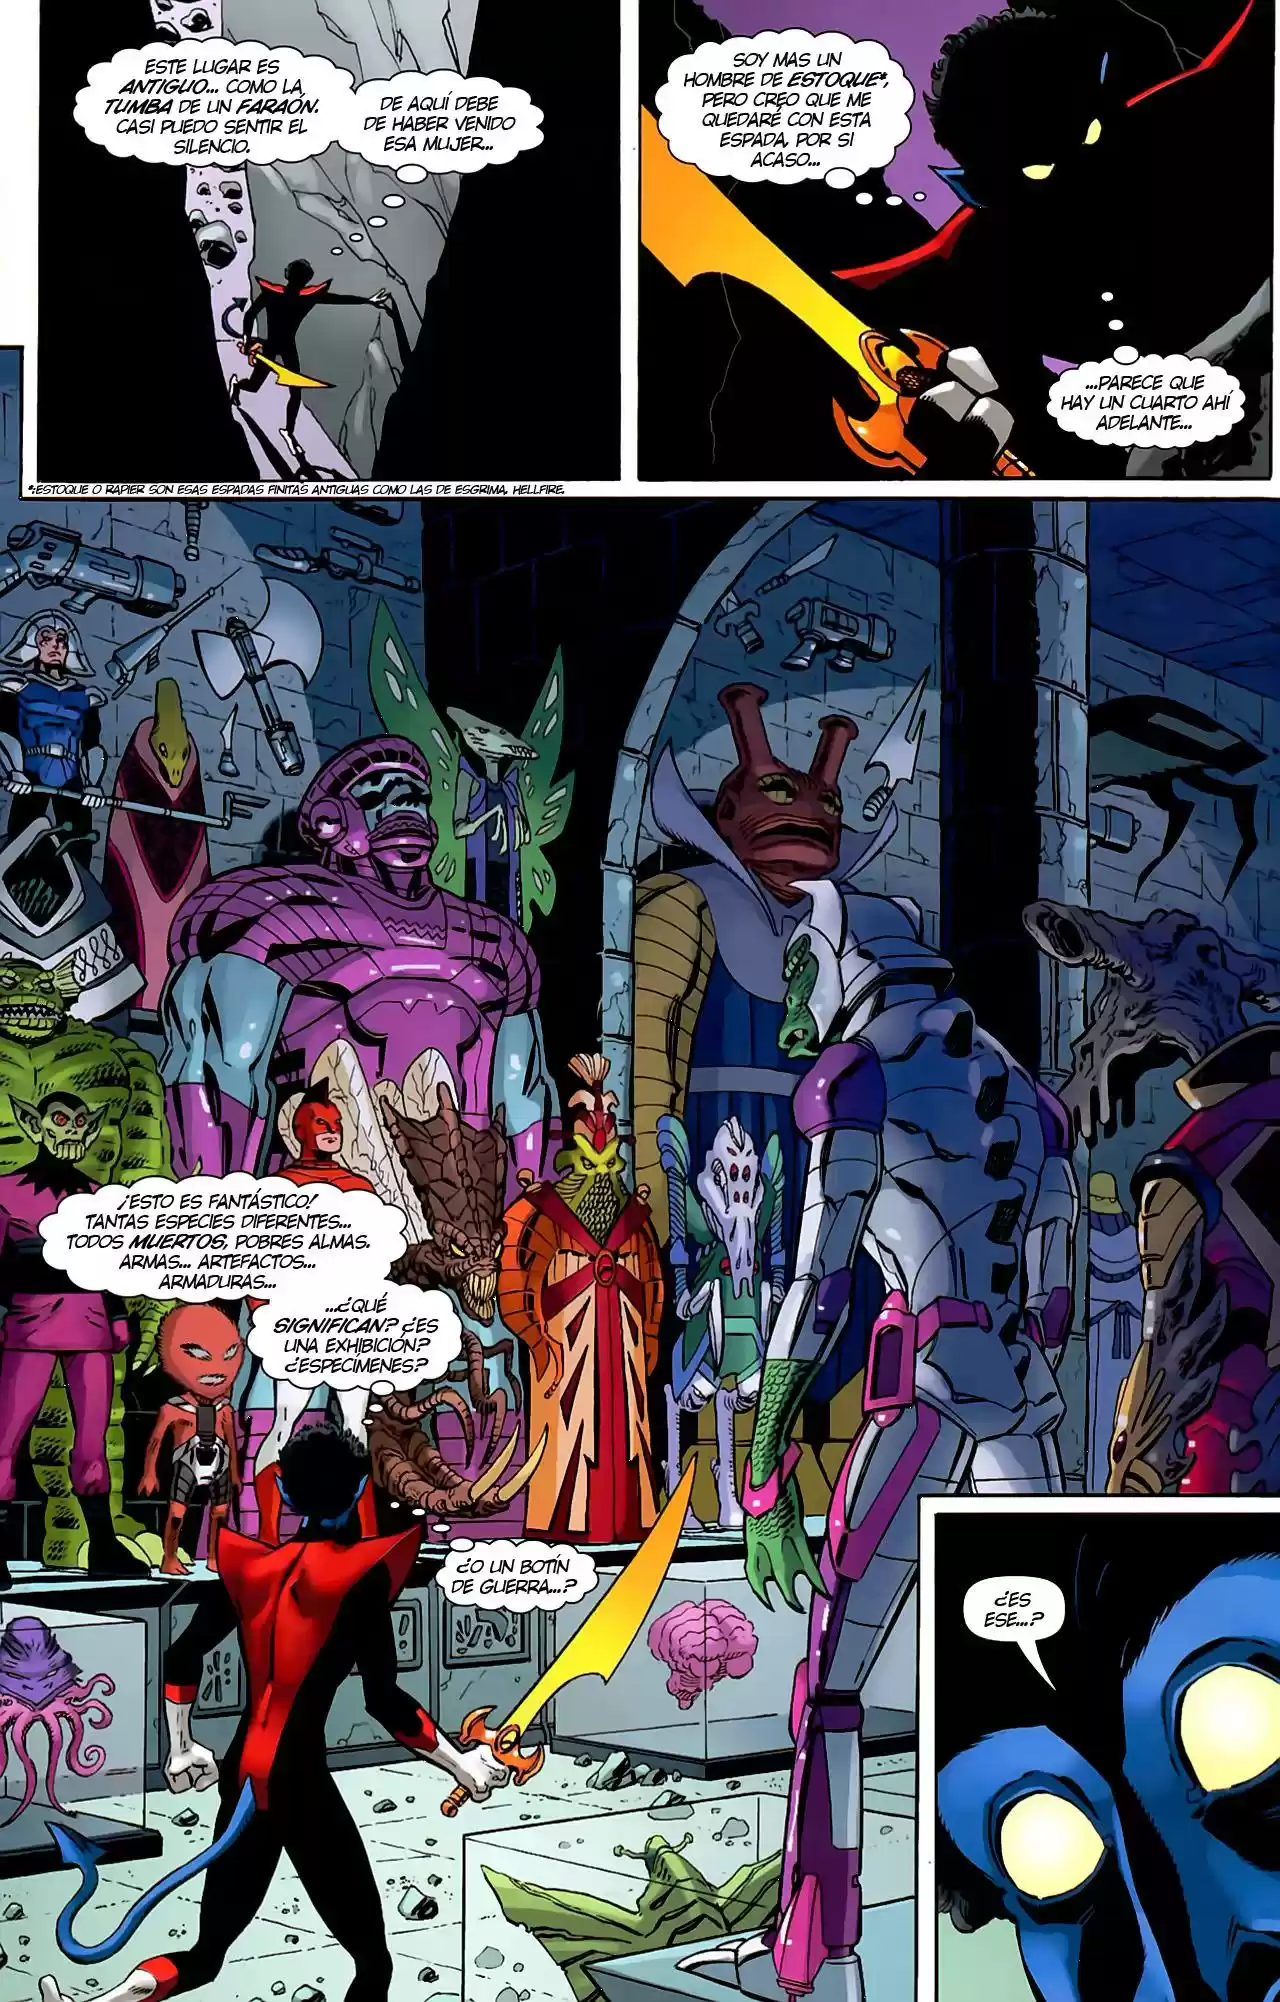 ESTE LUGAR ES
ANTIGUO... COMO LA
TUMBA DE UN FARAÓN.
CASI PUEDO SENTIR EL
SILENCIO.
DE AQUÍ DEBE
DE HABER VENIDO
ESA MUJER...
SOY MAS UN
HOMBRE DE ESTOQUE*,
PERO CREO QUE ME
QUEDARÉ CON ESTA
ESPADA, POR SI
ACASO...
...PARECE QUE
HAY UN CUARTO AHÍ
ADELANTE...
*:ESTOQUE O RAPIER SON ESAS ESPADAS FINITAS ANTIGUAS COMO LAS DE ESGRIMA. HELLFIRE.
¡ESTO ES FANTÁSTICO!
TANTAS ESPECIES DIFERENTES...
TODOS MUERTOS, POBRES ALMAS.
ARMAS... ARTEFACTOS...
ARMADURAS...
...¿QUÉ
SIGNIFICAN? ¿ES
UNA EXHIBICIÓN?
¿ESPECÍMENES?
¿O UN BOTÍN
DE GUERRA...?
¿ES
ESE...?